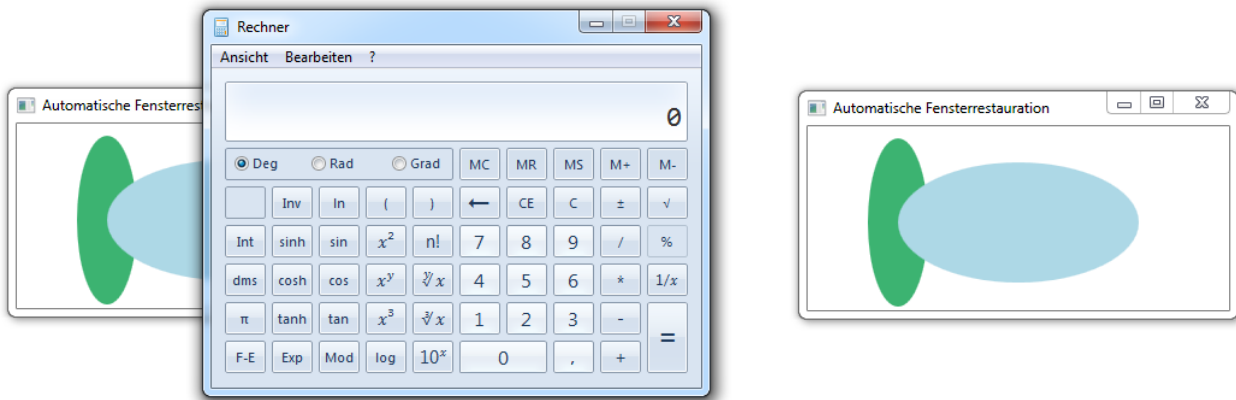 Rechner
Ansicht Bearbeiten ?
Automatische Fensterres
0
Deg Rad Grad MC MR MS M+ M-
Inv ln ( ) ← CE C ± √
Int sinh sin x² n! 7 8 9 / %
dms cosh cos xʸ ʸ√x 4 5 6 * 1/x
π tanh tan x³ ³√x 1 2 3 - =
F-E Exp Mod log 10ˣ 0 , +
Automatische Fensterrestauration